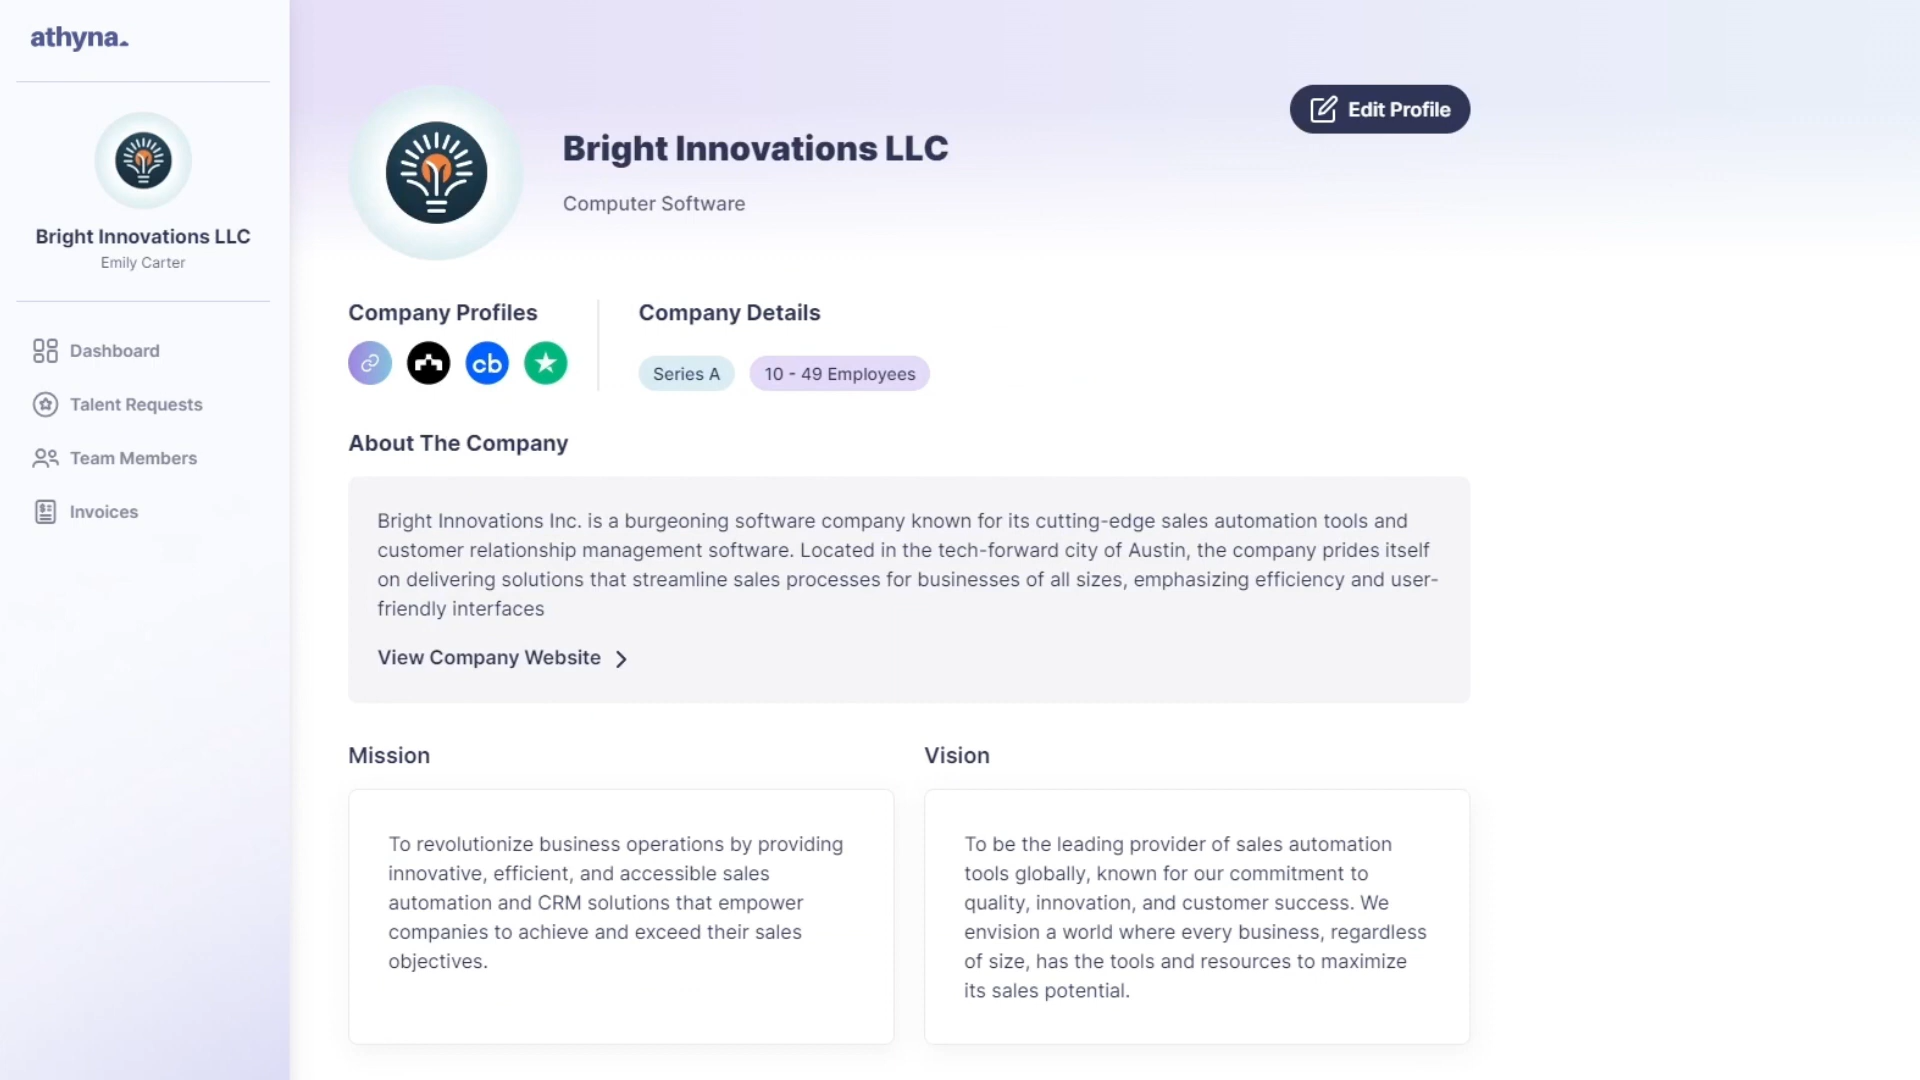 athyna.
Bright Innovations LLC
Emily Carter
Dashboard
Talent Requests
Team Members
Invoices
Edit Profile
Bright Innovations LLC
Computer Software
Company Profiles
cb
Company Details
Series A
10 - 49 Employees
About The Company
Bright Innovations Inc. is a burgeoning software company known for its cutting-edge sales automation tools and
customer relationship management software. Located in the tech-forward city of Austin, the company prides itself
on delivering solutions that streamline sales processes for businesses of all sizes, emphasizing efficiency and user-
friendly interfaces
View Company Website
Mission
To revolutionize business operations by providing
innovative, efficient, and accessible sales
automation and CRM solutions that empower
companies to achieve and exceed their sales
objectives.
Vision
To be the leading provider of sales automation
tools globally, known for our commitment to
quality, innovation, and customer success. We
envision a world where every business, regardless
of size, has the tools and resources to maximize
its sales potential.